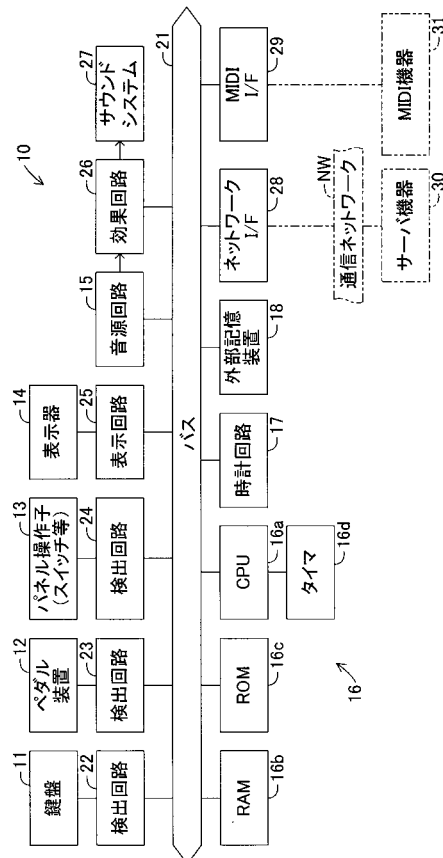 10
11
鍵盤
12
ペダル
装置
13
パネル操作子
(スイッチ等)
14
表示器
22
検出回路
23
検出回路
24
検出回路
25
表示回路
15
音源回路
26
効果回路
27
サウンド
システム
21
バス
RAM
16b
ROM
16c
CPU
16a
タイマ
16d
16
時計回路
17
外部記憶
装置
18
ネットワーク
I/F
28
MIDI
I/F
29
NW
通信ネットワーク
サーバ機器
30
MIDI機器
31